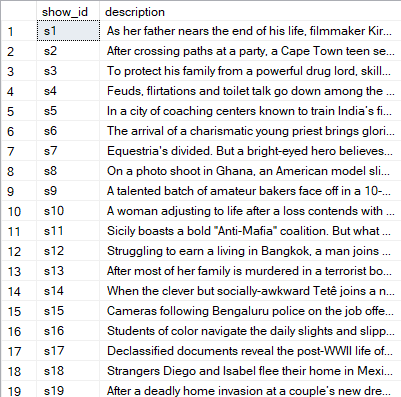 show_id description
1 s1 As her father nears the end of his life, filmmaker Kir...
2 s2 After crossing paths at a party, a Cape Town teen se...
3 s3 To protect his family from a powerful drug lord, skill...
4 s4 Feuds, flirtations and toilet talk go down among the ...
5 s5 In a city of coaching centers known to train India's fi...
6 s6 The arrival of a charismatic young priest brings glori...
7 s7 Equestria's divided. But a bright-eyed hero believes...
8 s8 On a photo shoot in Ghana, an American model sli...
9 s9 A talented batch of amateur bakers face off in a 10-...
10 s10 A woman adjusting to life after a loss contends with ...
11 s11 Sicily boasts a bold "Anti-Mafia" coalition. But what ...
12 s12 Struggling to earn a living in Bangkok, a man joins ...
13 s13 After most of her family is murdered in a terrorist bo...
14 s14 When the clever but socially-awkward Tetê joins a n...
15 s15 Cameras following Bengaluru police on the job offe...
16 s16 Students of color navigate the daily slights and slipp...
17 s17 Declassified documents reveal the post-WWII life of...
18 s18 Strangers Diego and Isabel flee their home in Mexi...
19 s19 After a deadly home invasion at a couple's new dre...